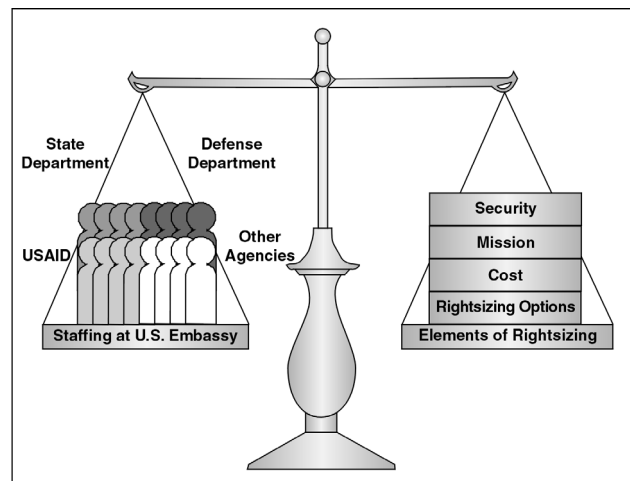 State
Department
Defense
Department
USAID
Other
Agencies
Staffing at U.S. Embassy
Security
Mission
Cost
Rightsizing Options
Elements of Rightsizing